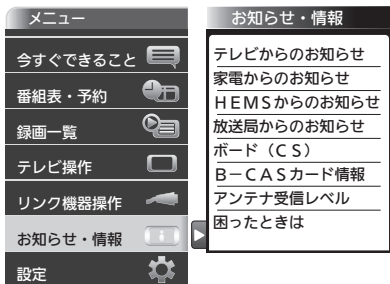 メニュー
今すぐできること
番組表・予約
録画一覧
テレビ操作
リンク機器操作
お知らせ・情報
設定
お知らせ・情報
テレビからのお知らせ
家電からのお知らせ
ＨＥＭＳからのお知らせ
放送局からのお知らせ
ボード（ＣＳ）
Ｂ－ＣＡＳカード情報
アンテナ受信レベル
困ったときは